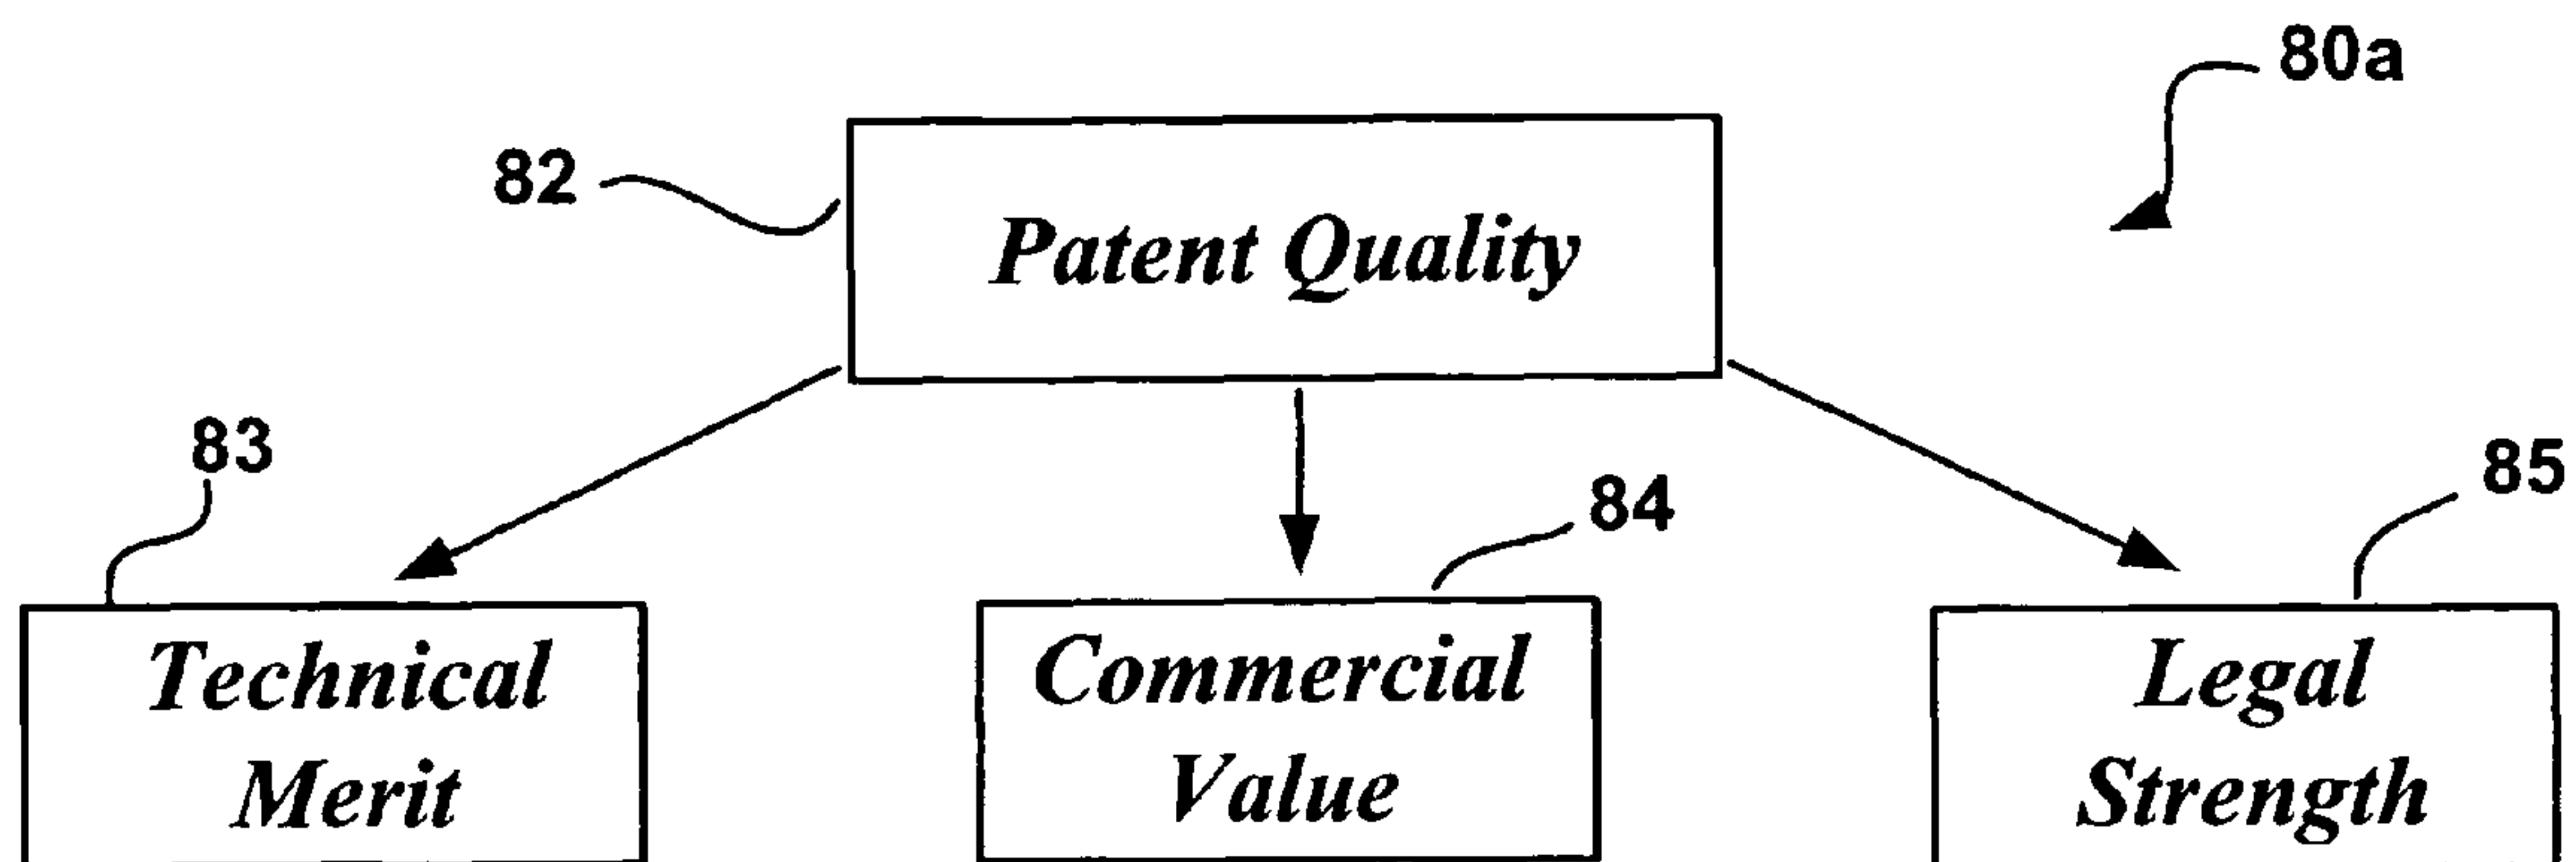 80a
82
Patent Quality
83
84
85
Technical
Merit
Commercial
Value
Legal
Strength